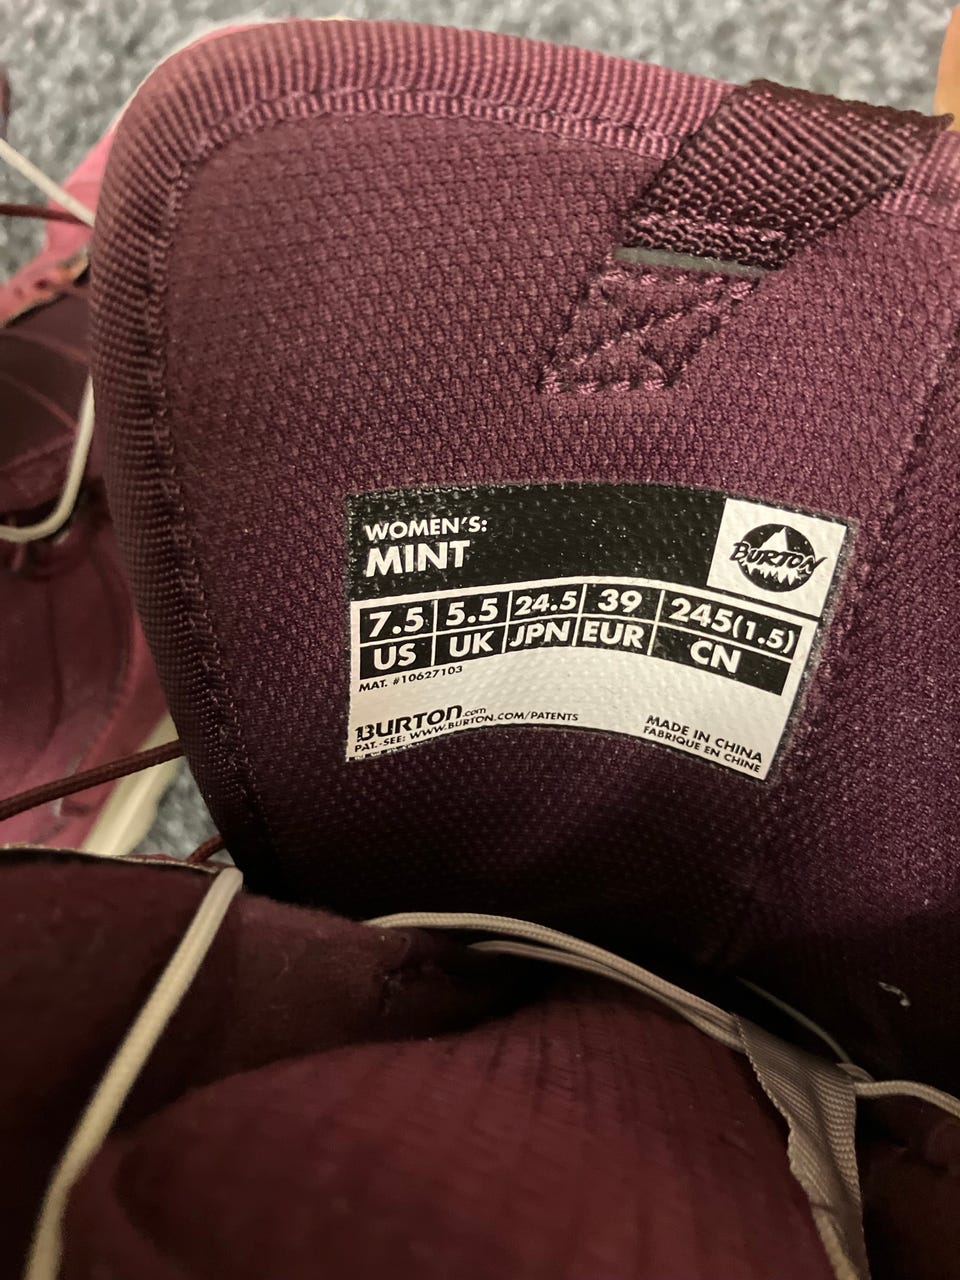 WOMEN'S:
MINT
BURTON
7.5 5.5 24.5 39 245(1.5)
US UK JPN EUR CN
MAT. #10627103
BURTON.com
PAT.-SEE: WWW.BURTON.COM/PATENTS
MADE IN CHINA
FABRIQUE EN CHINE